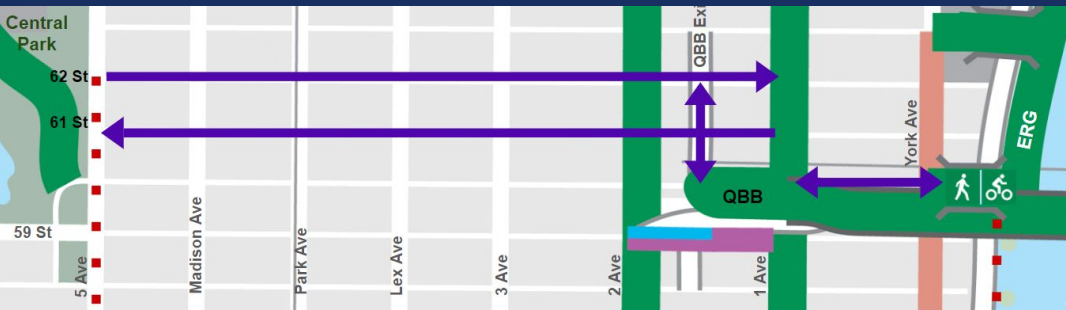 Central
Park
QBB Exi
62 St
61 St
York Ave
ERG
QBB
59 St
5 Ave
Madison Ave
Park Ave
Lex Ave
3 Ave
2 Ave
1 Ave